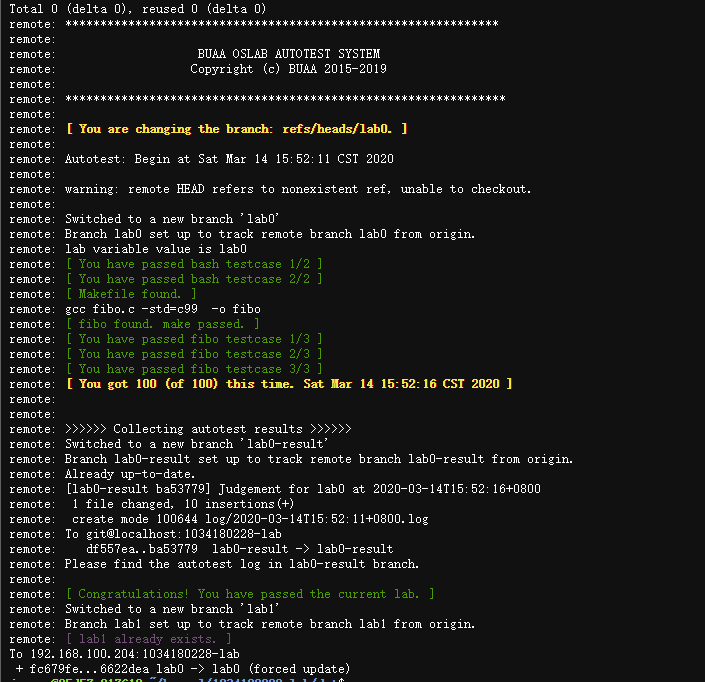 Total 0 (delta 0), reused 0 (delta 0)
remote: **************************************************************
remote:
remote:                    BUAA OSLAB AUTOTEST SYSTEM
remote:                   Copyright (c) BUAA 2015-2019
remote:
remote: ***************************************************************
remote:
remote: [ You are changing the branch: refs/heads/lab0. ]
remote:
remote: Autotest: Begin at Sat Mar 14 15:52:11 CST 2020
remote:
remote: warning: remote HEAD refers to nonexistent ref, unable to checkout.
remote:
remote: Switched to a new branch 'lab0'
remote: Branch lab0 set up to track remote branch lab0 from origin.
remote: lab variable value is lab0
remote: [ You have passed bash testcase 1/2 ]
remote: [ You have passed bash testcase 2/2 ]
remote: [ Makefile found. ]
remote: gcc fibo.c -std=c99  -o fibo
remote: [ fibo found. make passed. ]
remote: [ You have passed fibo testcase 1/3 ]
remote: [ You have passed fibo testcase 2/3 ]
remote: [ You have passed fibo testcase 3/3 ]
remote: [ You got 100 (of 100) this time. Sat Mar 14 15:52:16 CST 2020 ]
remote:
remote:
remote: >>>>>> Collecting autotest results >>>>>>
remote: Switched to a new branch 'lab0-result'
remote: Branch lab0-result set up to track remote branch lab0-result from origin.
remote: Already up-to-date.
remote: [lab0-result ba53779] Judgement for lab0 at 2020-03-14T15:52:16+0800
remote:  1 file changed, 10 insertions(+)
remote:  create mode 100644 log/2020-03-14T15:52:11+0800.log
remote: To git@localhost:1034180228-lab
remote:    df557ea..ba53779  lab0-result -> lab0-result
remote: Please find the autotest log in lab0-result branch.
remote:
remote: [ Congratulations! You have passed the current lab. ]
remote: Switched to a new branch 'lab1'
remote: Branch lab1 set up to track remote branch lab1 from origin.
remote: [ lab1 already exists. ]
To 192.168.100.204:1034180228-lab
 + fc679fe...6622dea lab0 -> lab0 (forced update)